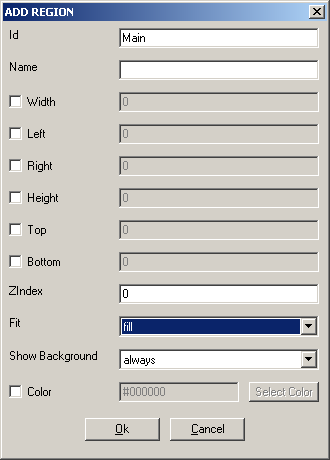 ADD REGION
Id Main
Name
Width 0
Left 0
Right 0
Height 0
Top 0
Bottom 0
ZIndex 0
Fit fill
Show Background always
Color #000000 Select Color
Ok Cancel